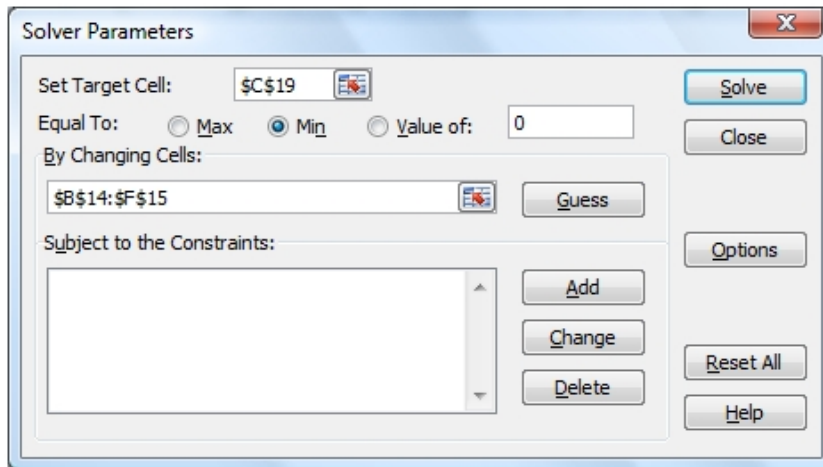 Solver Parameters
Set Target Cell: $C$19
Solve
Equal To: Max Min Value of: 0
Close
By Changing Cells:
$B$14:$F$15
Guess
Subject to the Constraints:
Options
Add
Change
Reset All
Delete
Help